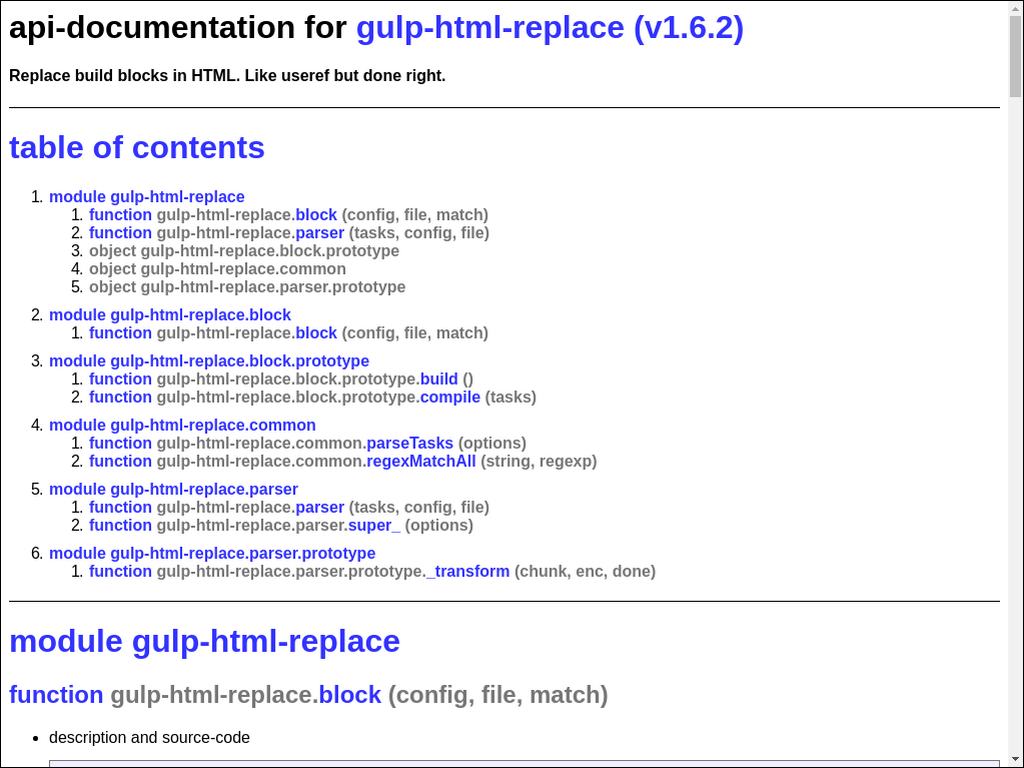 api-documentation for gulp-html-replace (v1.6.2)
Replace build blocks in HTML. Like useref but done right.
table of contents
1. module gulp-html-replace
1. function gulp-html-replace.block (config, file, match)
2. function gulp-html-replace.parser (tasks, config, file)
3. object gulp-html-replace.block.prototype
4. object gulp-html-replace.common
5. object gulp-html-replace.parser.prototype
2. module gulp-html-replace.block
1. function gulp-html-replace.block (config, file, match)
3. module gulp-html-replace.block.prototype
1. function gulp-html-replace.block.prototype.build ()
2. function gulp-html-replace.block.prototype.compile (tasks)
4. module gulp-html-replace.common
1. function gulp-html-replace.common.parseTasks (options)
2. function gulp-html-replace.common.regexMatchAll (string, regexp)
5. module gulp-html-replace.parser
1. function gulp-html-replace.parser (tasks, config, file)
2. function gulp-html-replace.parser.super_ (options)
6. module gulp-html-replace.parser.prototype
1. function gulp-html-replace.parser.prototype._transform (chunk, enc, done)
module gulp-html-replace
function gulp-html-replace.block (config, file, match)
• description and source-code